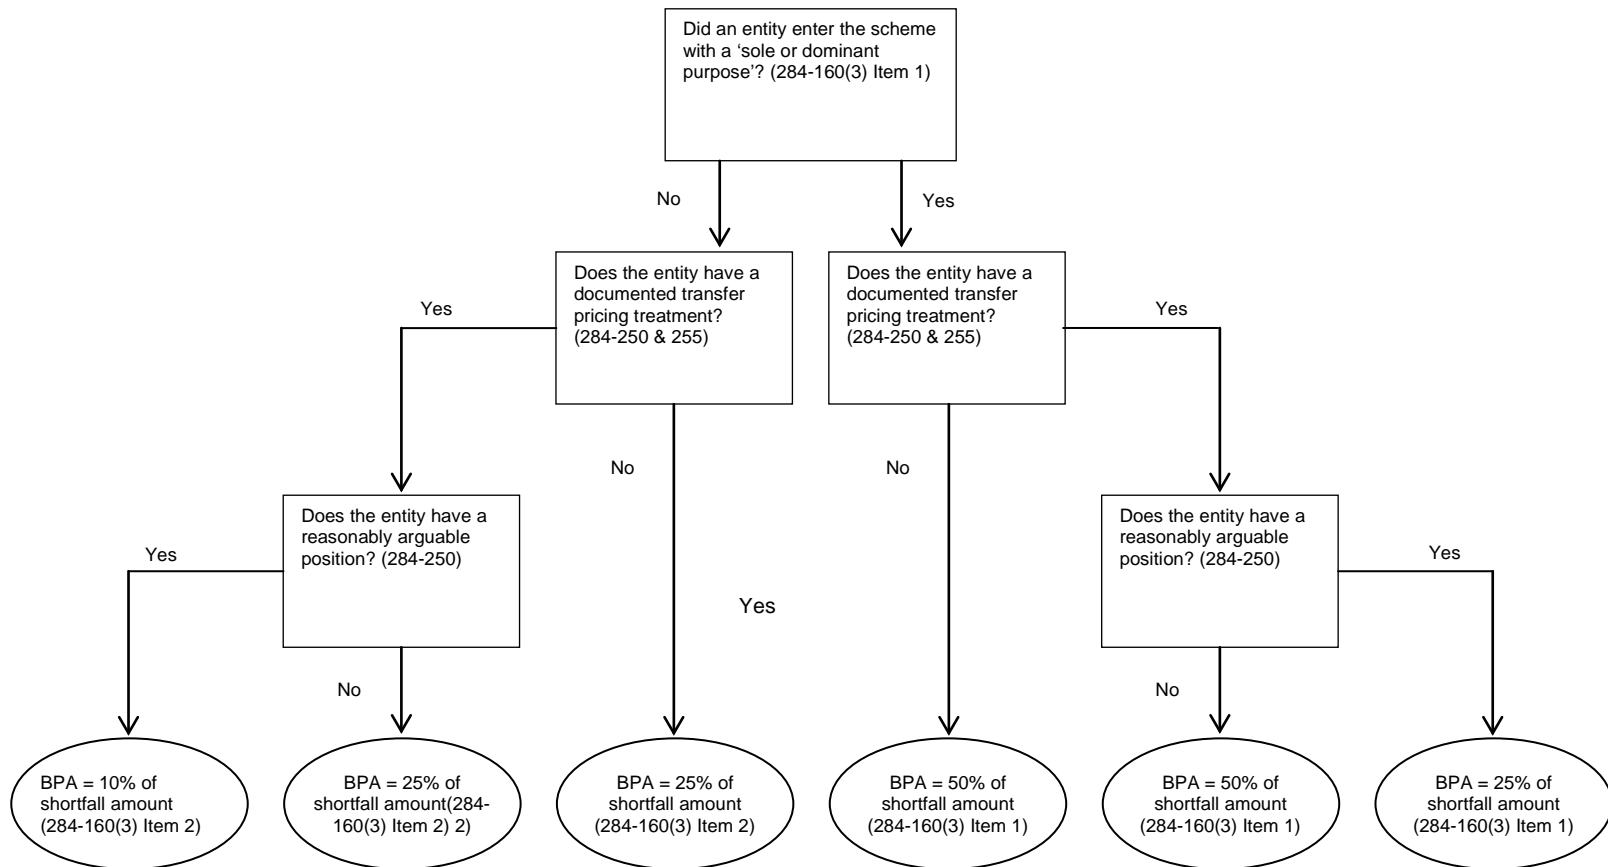 Did an entity enter the scheme
with a ‘sole or dominant
purpose’? (284-160(3) Item 1)
No
Yes
Does the entity have a
documented transfer
pricing treatment?
(284-250 & 255)
Does the entity have a
documented transfer
pricing treatment?
(284-250 & 255)
Yes
Yes
No
No
Does the entity have a
reasonably arguable
position? (284-250)
Does the entity have a
reasonably arguable
position? (284-250)
Yes
Yes
Yes
No
No
BPA = 10% of
shortfall amount
(284-160(3) Item 2)
BPA = 25% of
shortfall amount(284-
160(3) Item 2) 2)
BPA = 25% of
shortfall amount
(284-160(3) Item 2)
BPA = 50% of
shortfall amount
(284-160(3) Item 1)
BPA = 50% of
shortfall amount
(284-160(3) Item 1)
BPA = 25% of
shortfall amount
(284-160(3) Item 1)